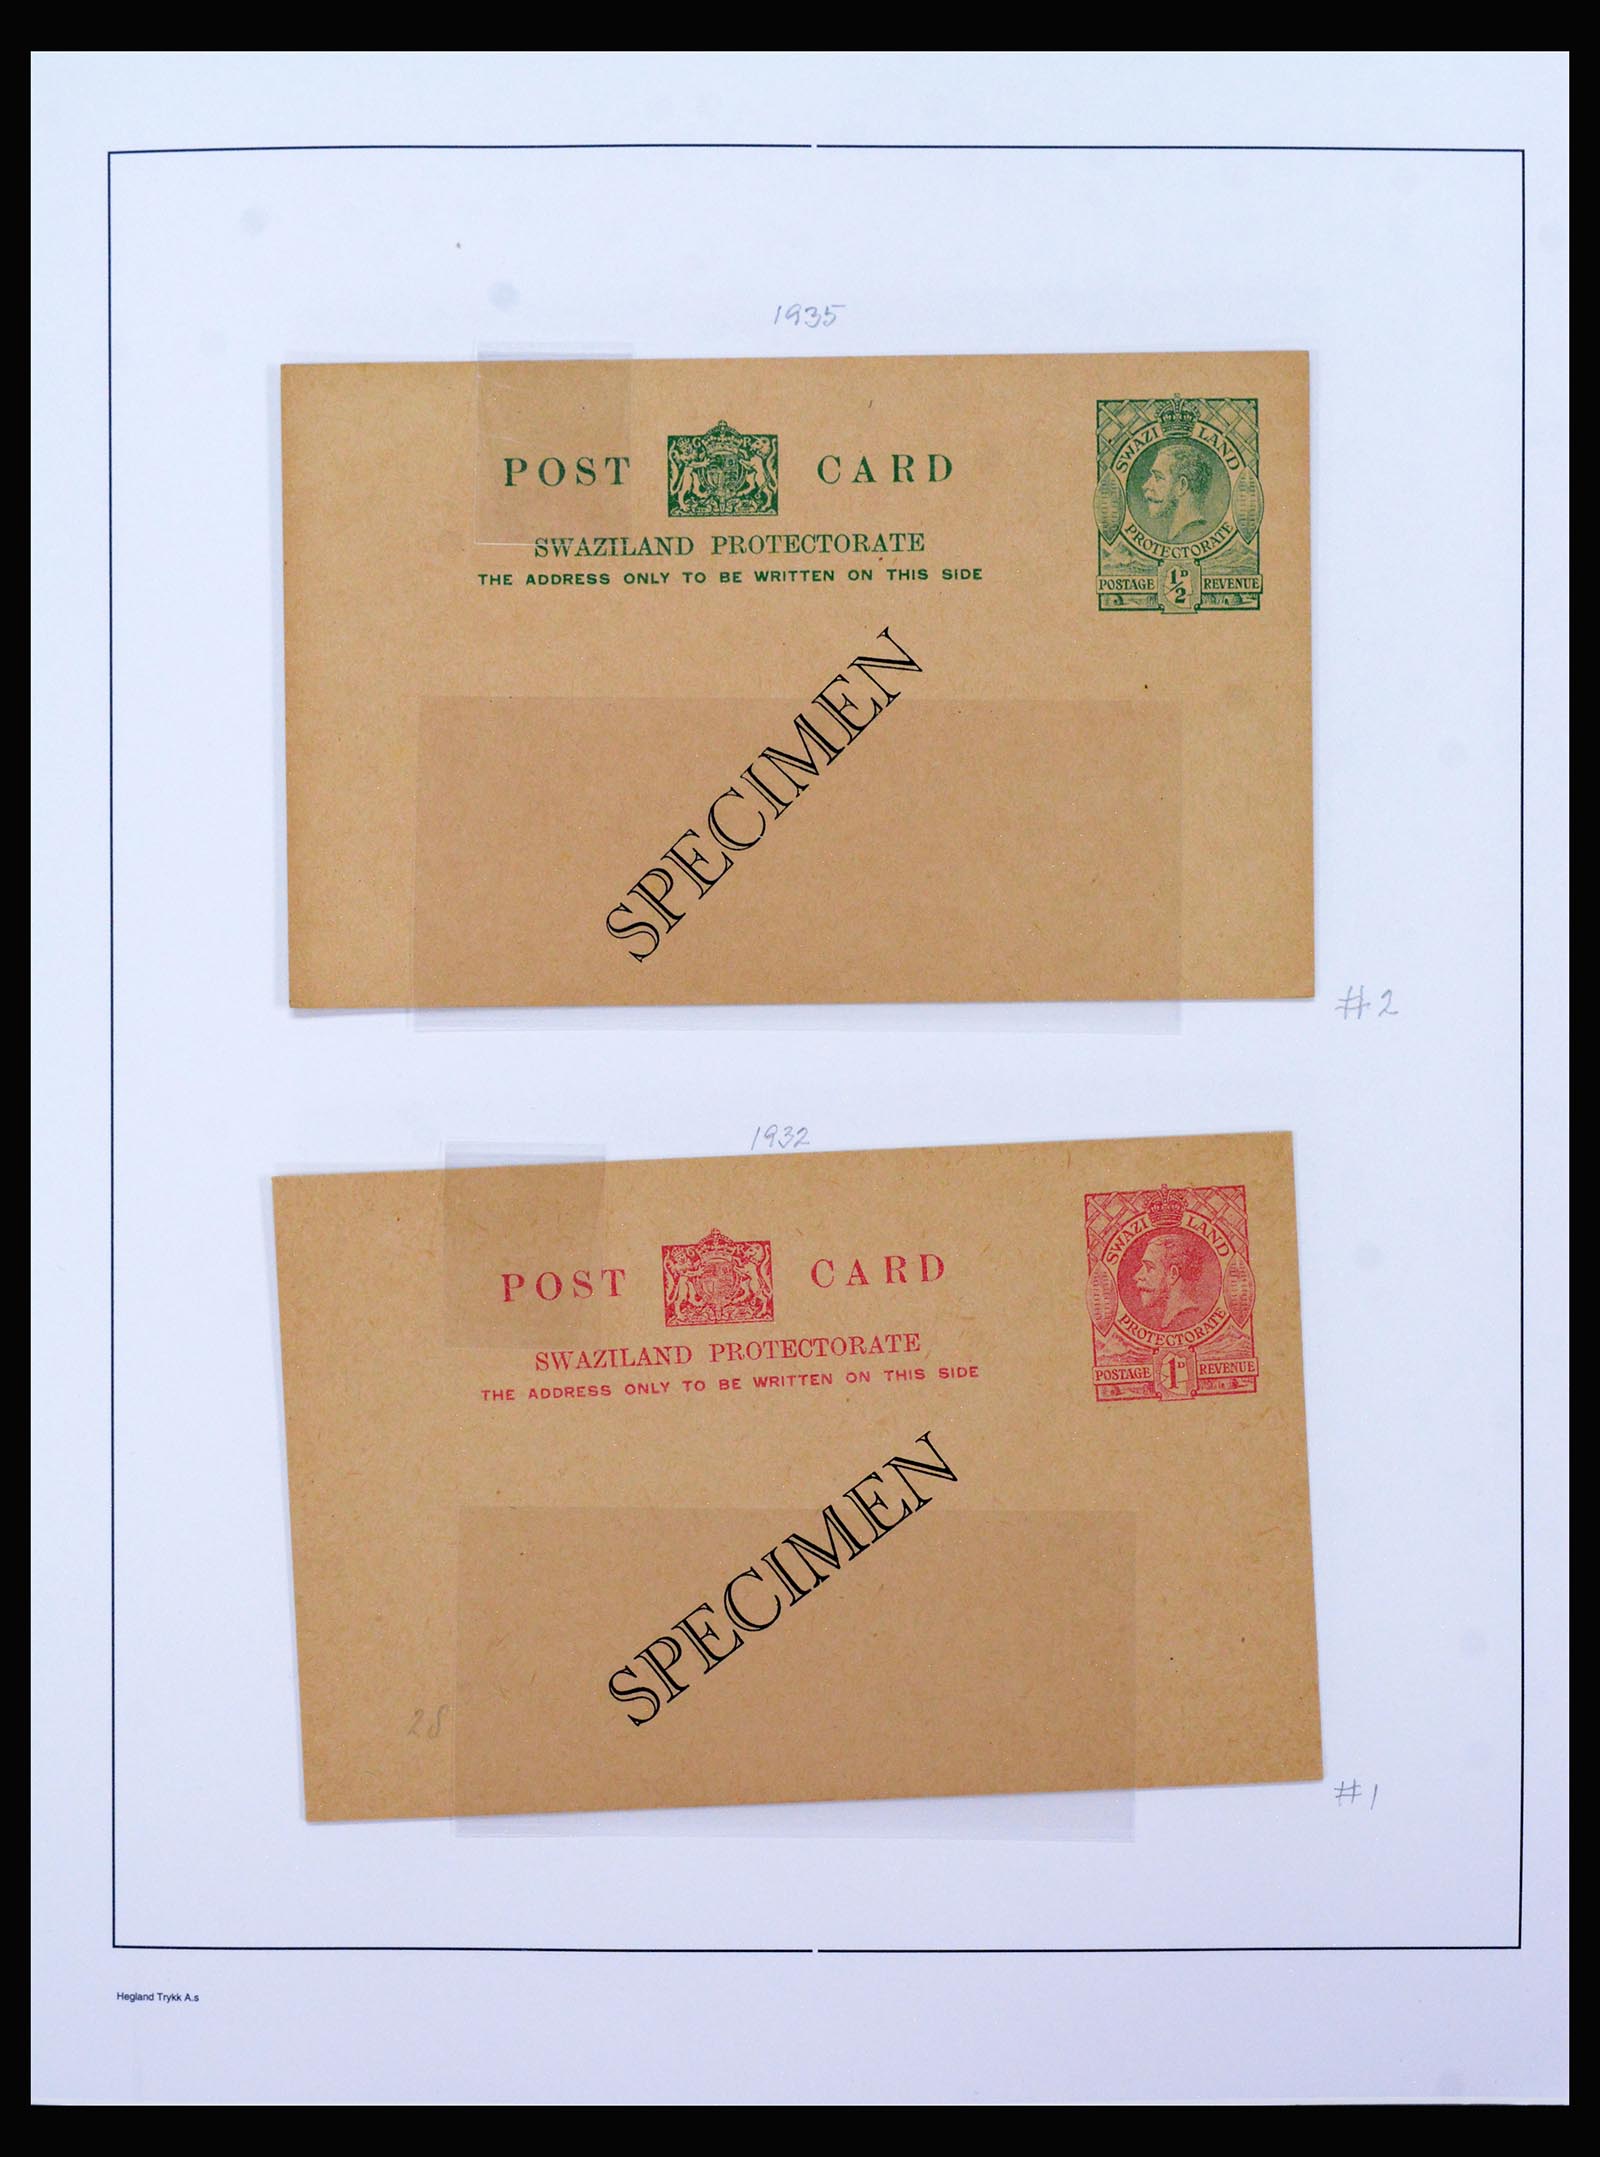 1935
POST CARD
G R
SWAZILAND PROTECTORATE
THE ADDRESS ONLY TO BE WRITTEN ON THIS SIDE
SWAZI LAND
PROTECTORATE
POSTAGE 1/2 D REVENUE
SPECIMEN
#2
1932
POST CARD
SWAZILAND PROTECTORATE
THE ADDRESS ONLY TO BE WRITTEN ON THIS SIDE
SWAZI LAND
PROTECTORATE
POSTAGE 1D REVENUE
SPECIMEN
#1
Hegland Trykk A.s